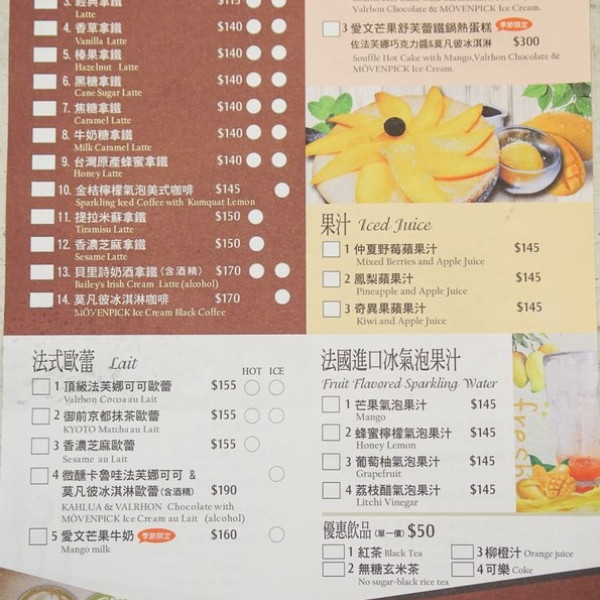 3. 經典拿鐵 $115
Latte
4. 香草拿鐵 $140
Vanilla Latte
5. 榛果拿鐵 $140
Hazelnut Latte
6. 黑糖拿鐵 $140
Cane Sugar Latte
7. 焦糖拿鐵 $140
Caramel Latte
8. 牛奶糖拿鐵 $140
Milk Caramel Latte
9. 台灣原產蜂蜜拿鐵 $140
Honey Latte
10. 金桔檸檬氣泡美式咖啡 $145
Sparkling Iced Coffee with Kumquat Lemon
11. 提拉米蘇拿鐵 $150
Tiramisu Latte
12. 香濃芝麻拿鐵 $150
Sesame Latte
13. 貝里詩奶酒拿鐵(含酒精) $170
Bailey's Irish Cream Latte (alcohol)
14. 莫凡彼冰淇淋咖啡 $170
MÖVENPICK Ice Cream Black Coffee
法式歐蕾 Lait
HOT ICE
1 頂級法芙娜可可歐蕾 $155
Valrhon Cocoa au Lait
2 御前京都抹茶歐蕾 $155
KYOTO Matcha au Lait
3 香濃芝麻歐蕾 $155
Sesame au Lait
4 微醺卡魯哇法芙娜可可 &
莫凡彼冰淇淋歐蕾(含酒精) $190
KAHLUA & VALRHON Chocolate with
MÖVENPICK Ice Cream au Lait (alcohol)
5 愛文芒果牛奶 季節限定 $160
Mango milk
Valrhon Chocolate & MÖVENPICK Ice Cream.
3 愛文芒果舒芙蕾鐵鍋熱蛋糕 季節限定
佐法芙娜巧克力醬&莫凡彼冰淇淋 $300
Souffle Hot Cake with Mango,Valrhon Chocolate &
MÖVENPICK Ice Cream.
果汁 Iced Juice
1 仲夏野莓蘋果汁 $145
Mixed Berries and Apple Juice
2 鳳梨蘋果汁 $145
Pineapple and Apple Juice
3 奇異果蘋果汁 $145
Kiwi and Apple Juice
法國進口冰氣泡果汁
Fruit Flavored Sparkling Water
1 芒果氣泡果汁 $145
Mango
2 蜂蜜檸檬氣泡果汁 $145
Honey Lemon
3 葡萄柚氣泡果汁 $145
Grapefruit
4 荔枝醋氣泡果汁 $145
Litchi Vinegar
優惠飲品 (單一價) $50
1 紅茶 Black Tea
3 柳橙汁 Orange juice
2 無糖玄米茶
No sugar-black rice tea
4 可樂 Coke